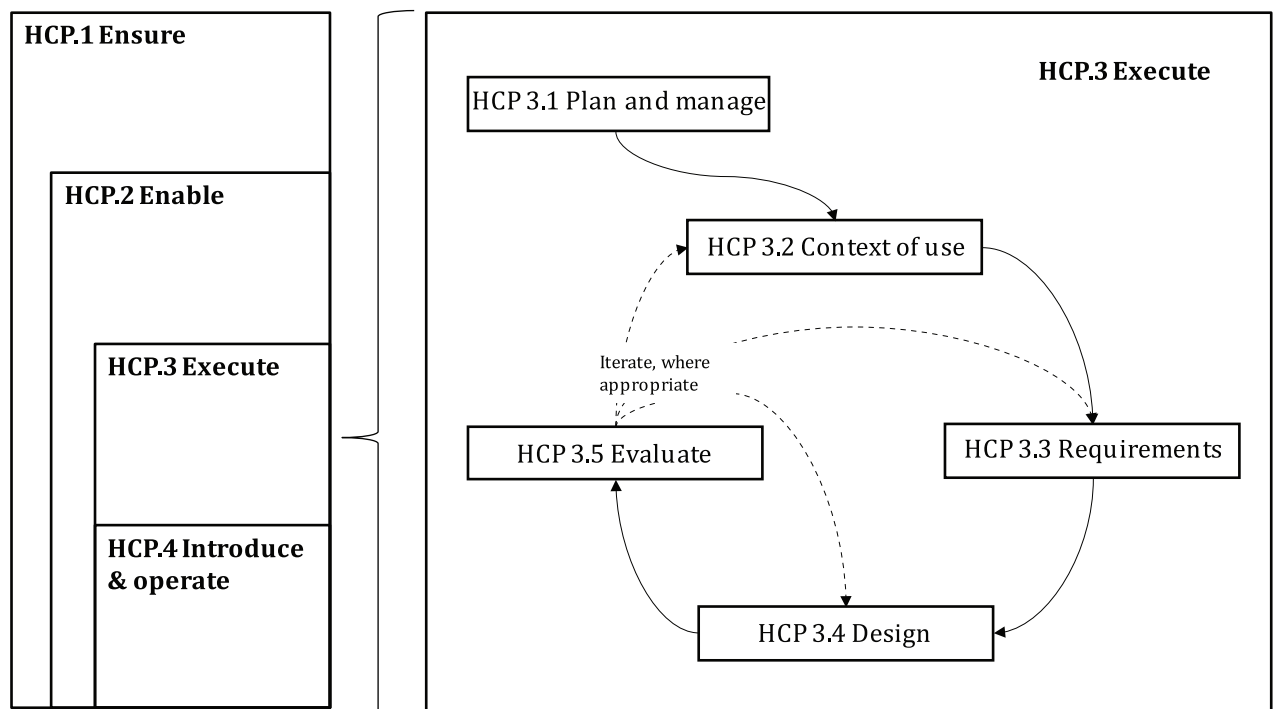 HCP.1 Ensure
HCP.2 Enable
HCP.3 Execute
HCP.4 Introduce
& operate
HCP.3 Execute
HCP 3.1 Plan and manage
HCP 3.2 Context of use
Iterate, where
appropriate
HCP 3.5 Evaluate
HCP 3.3 Requirements
HCP 3.4 Design